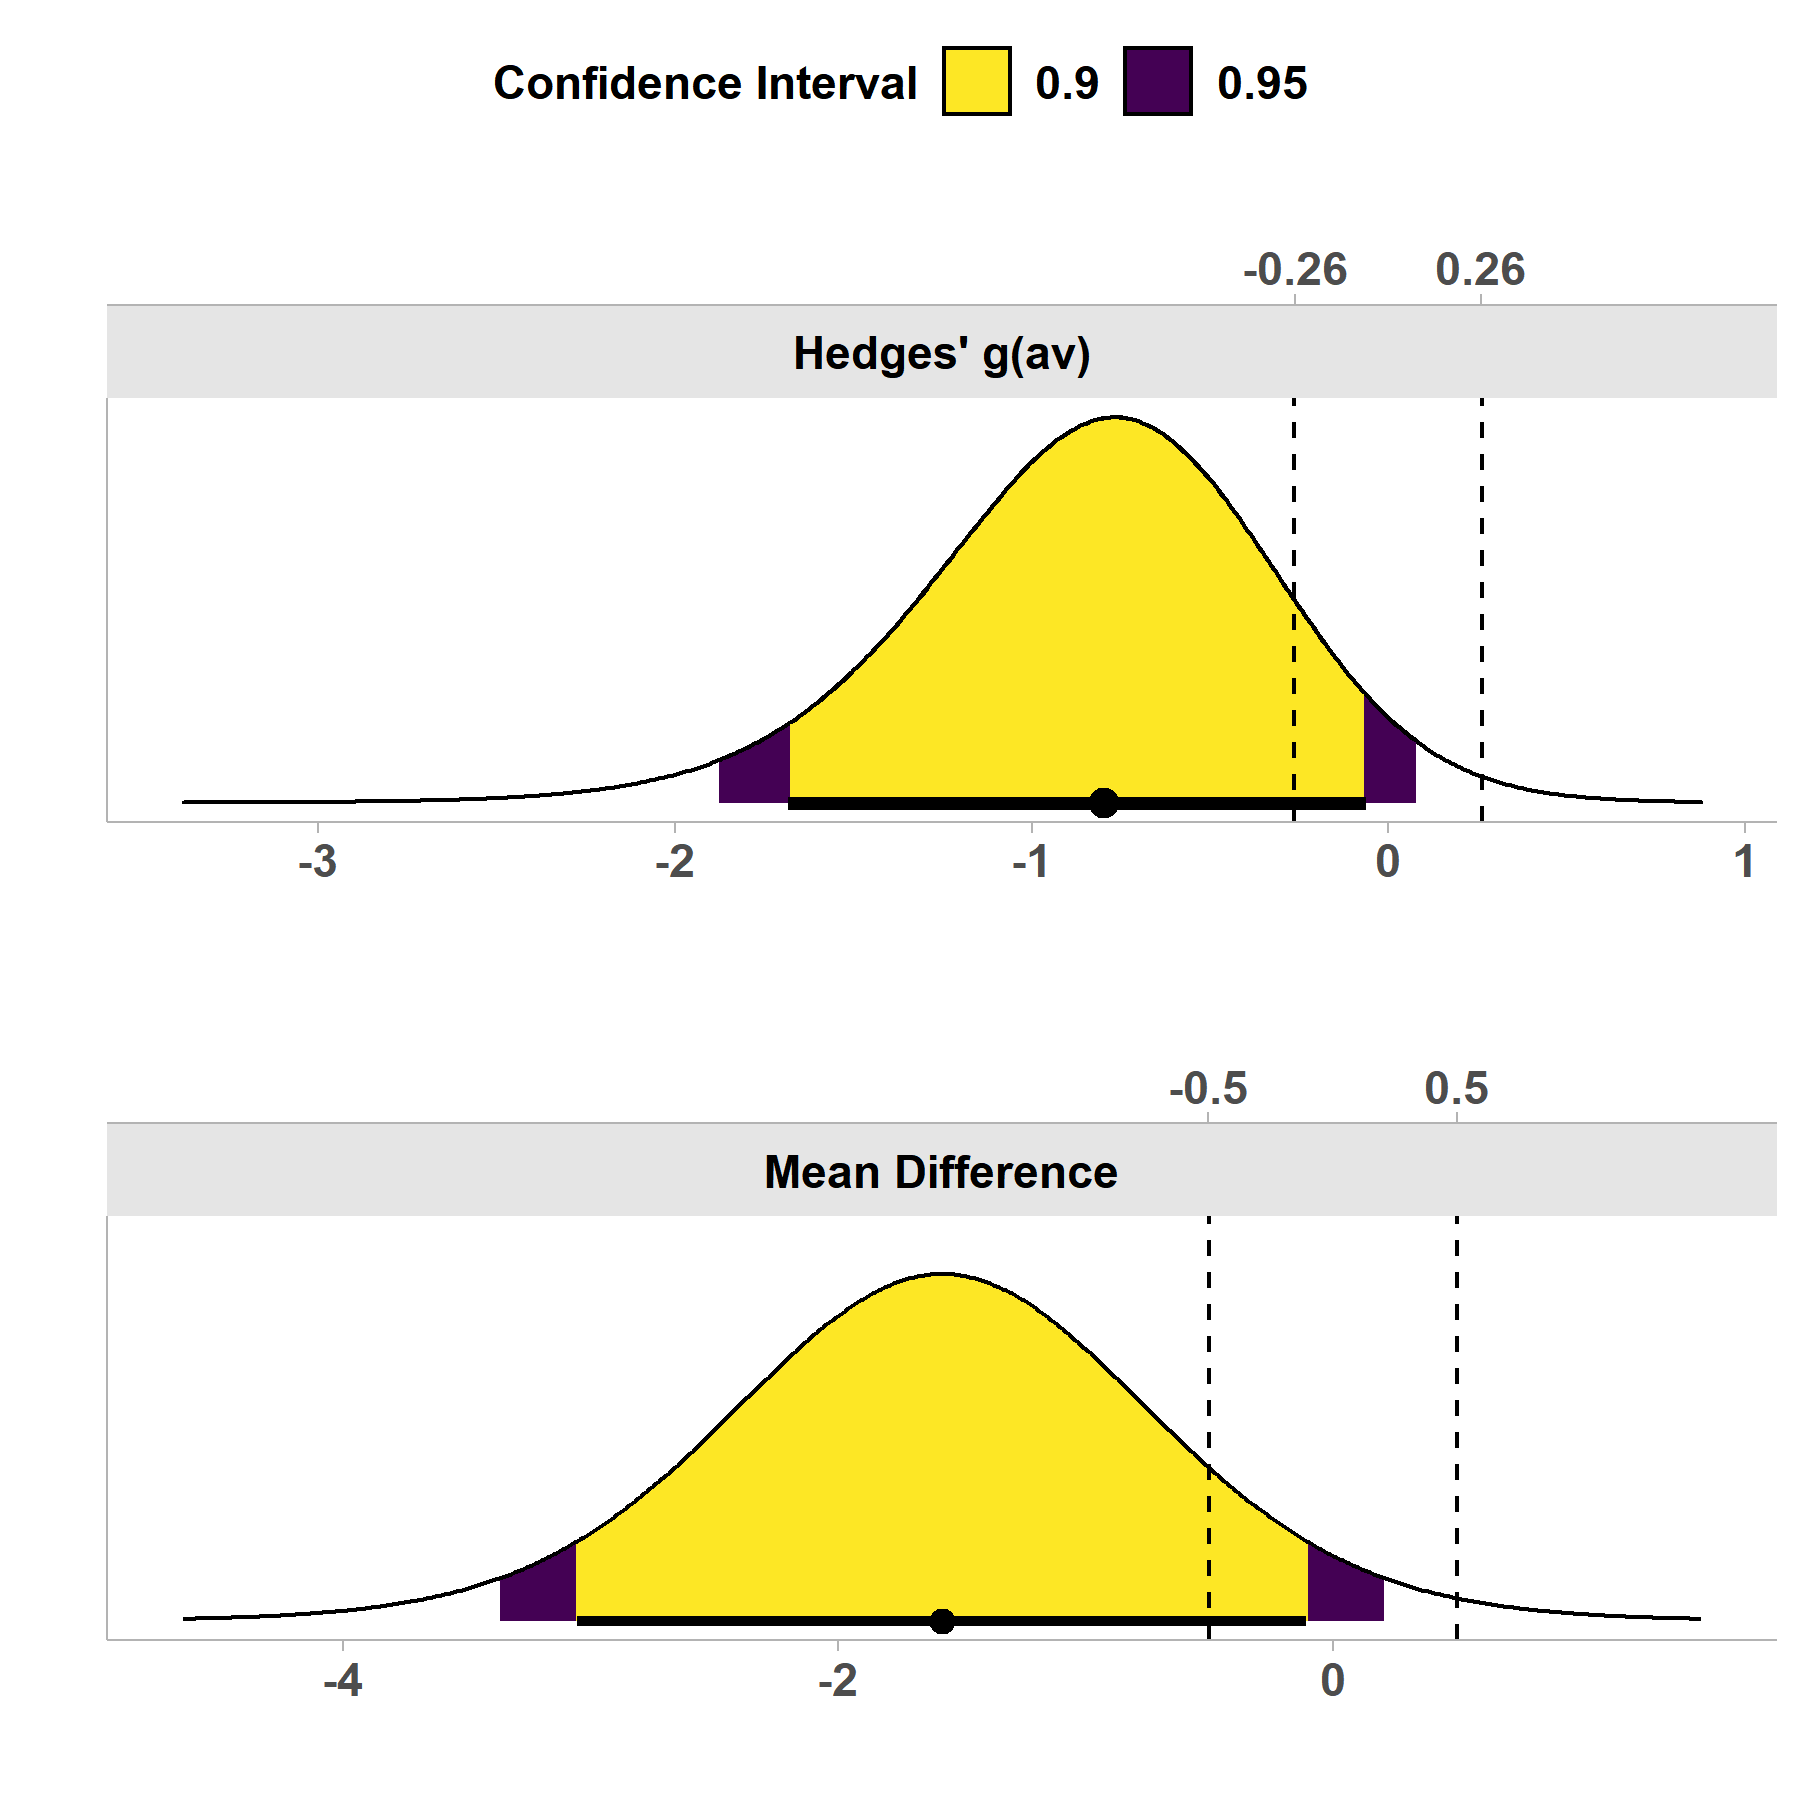 Confidence Interval 0.9 0.95
-0.26 0.26
Hedges' g(av)
-3 -2 -1 0 1
-0.5 0.5
Mean Difference
-4 -2 0